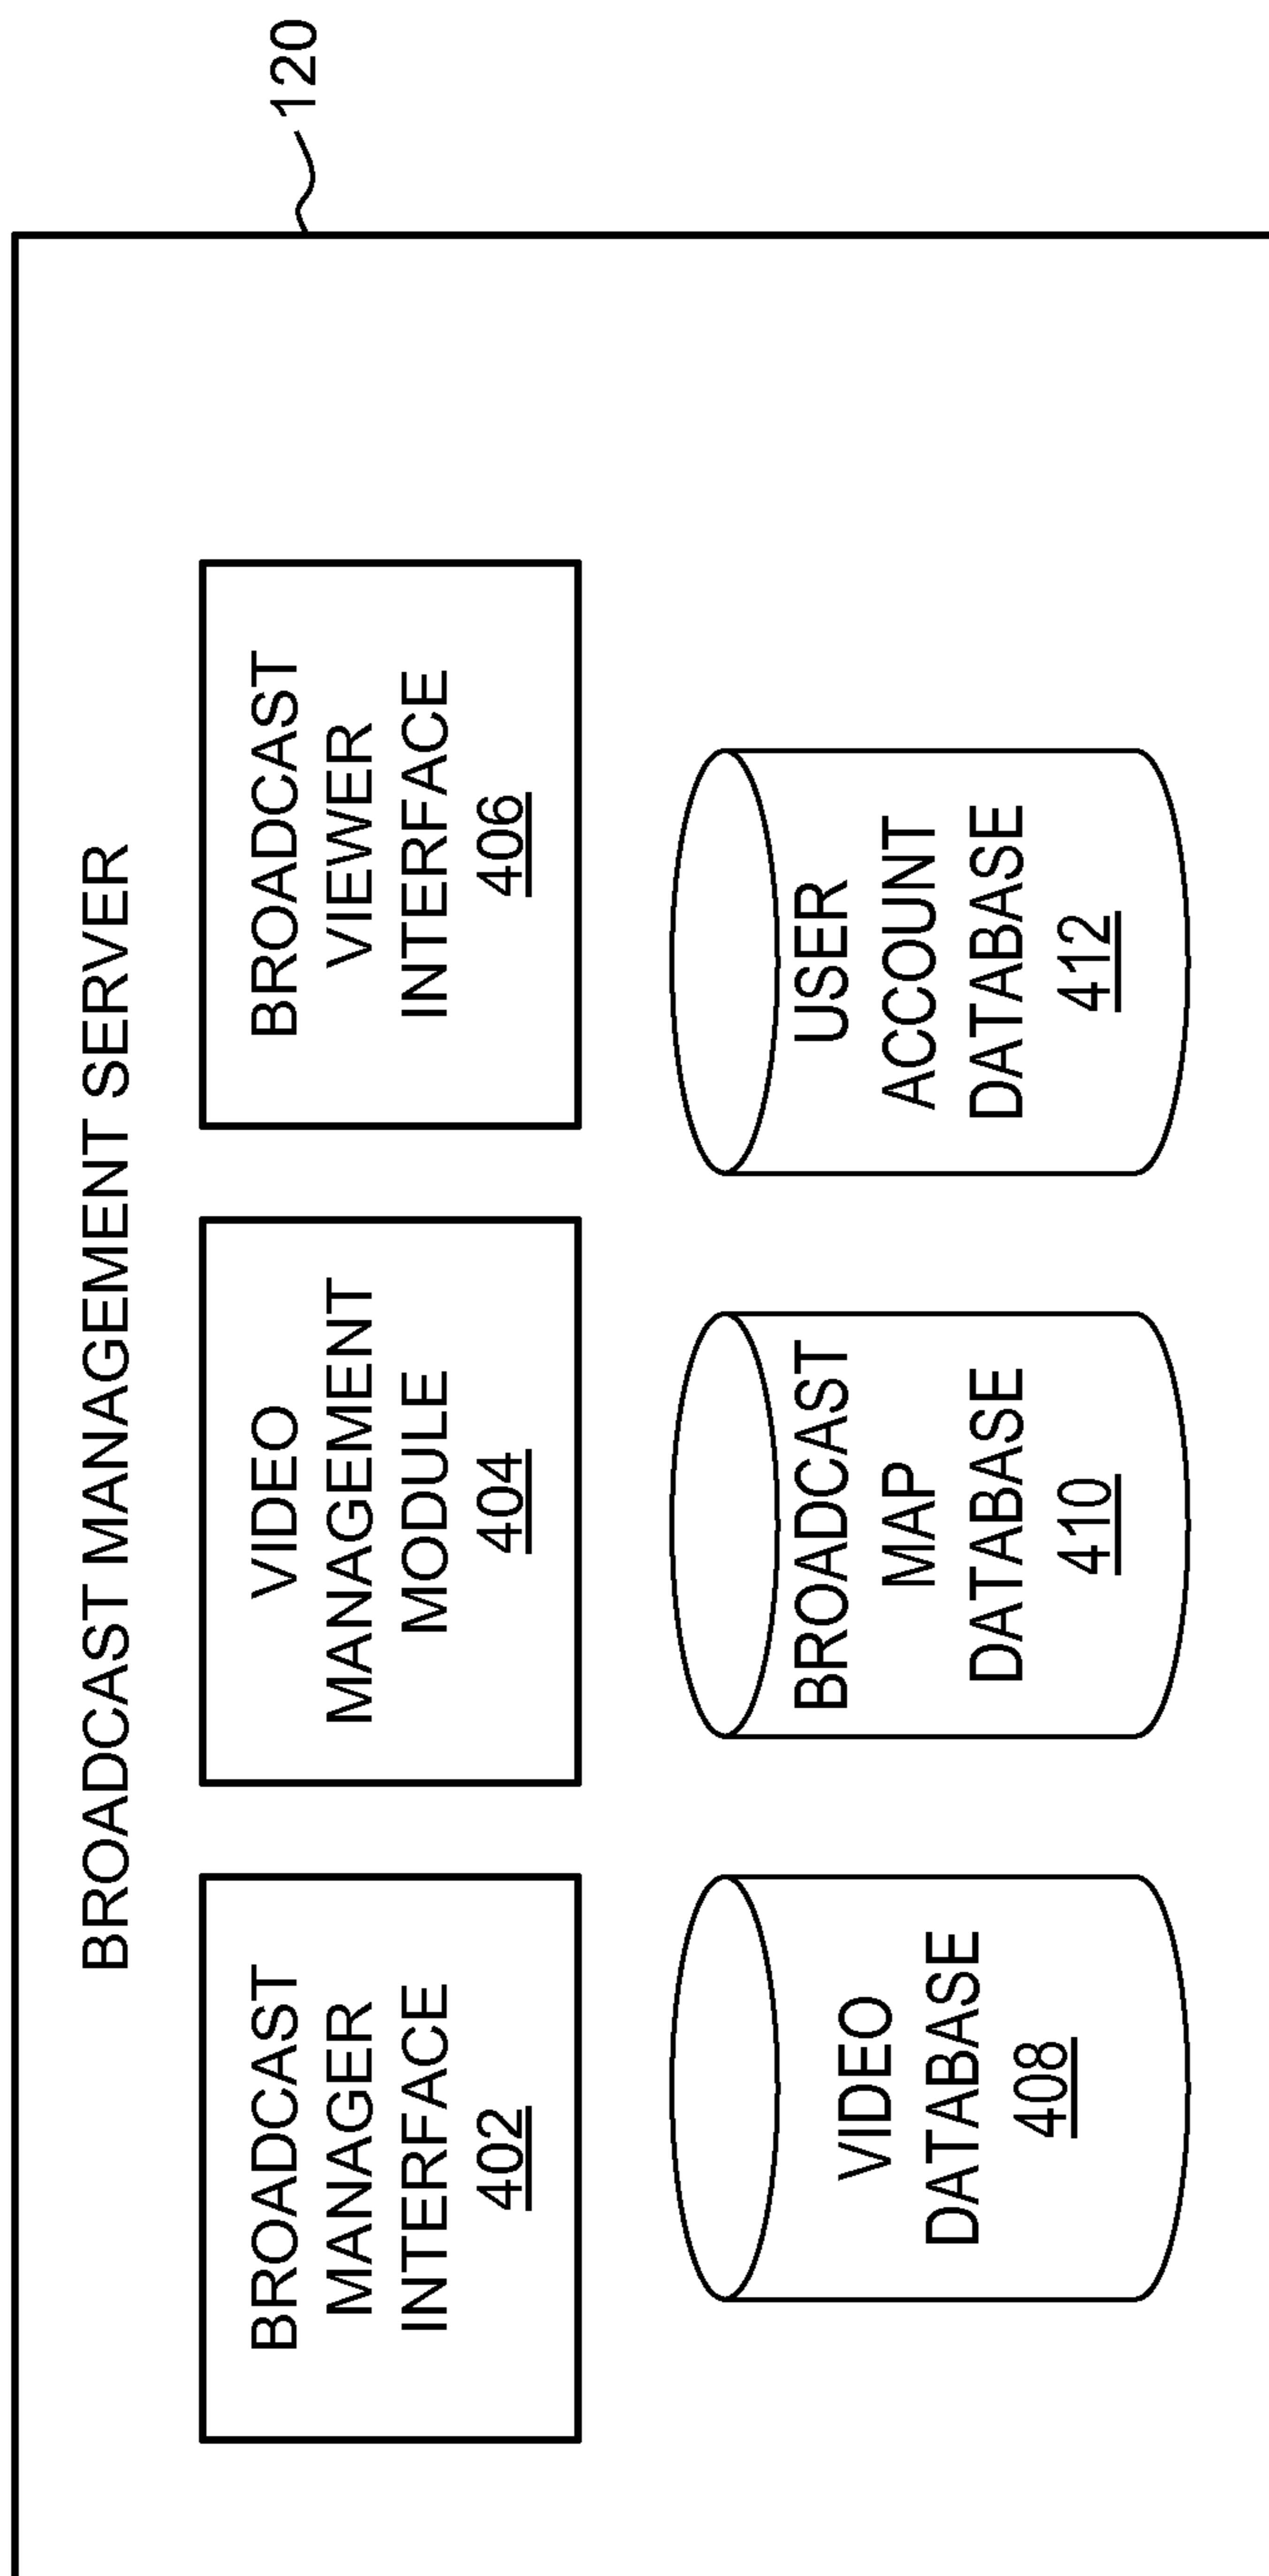 BROADCAST MANAGEMENT SERVER
120
BROADCAST
MANAGER
INTERFACE
402
VIDEO
MANAGEMENT
MODULE
404
BROADCAST
VIEWER
INTERFACE
406
VIDEO
DATABASE
408
BROADCAST
MAP
DATABASE
410
USER
ACCOUNT
DATABASE
412